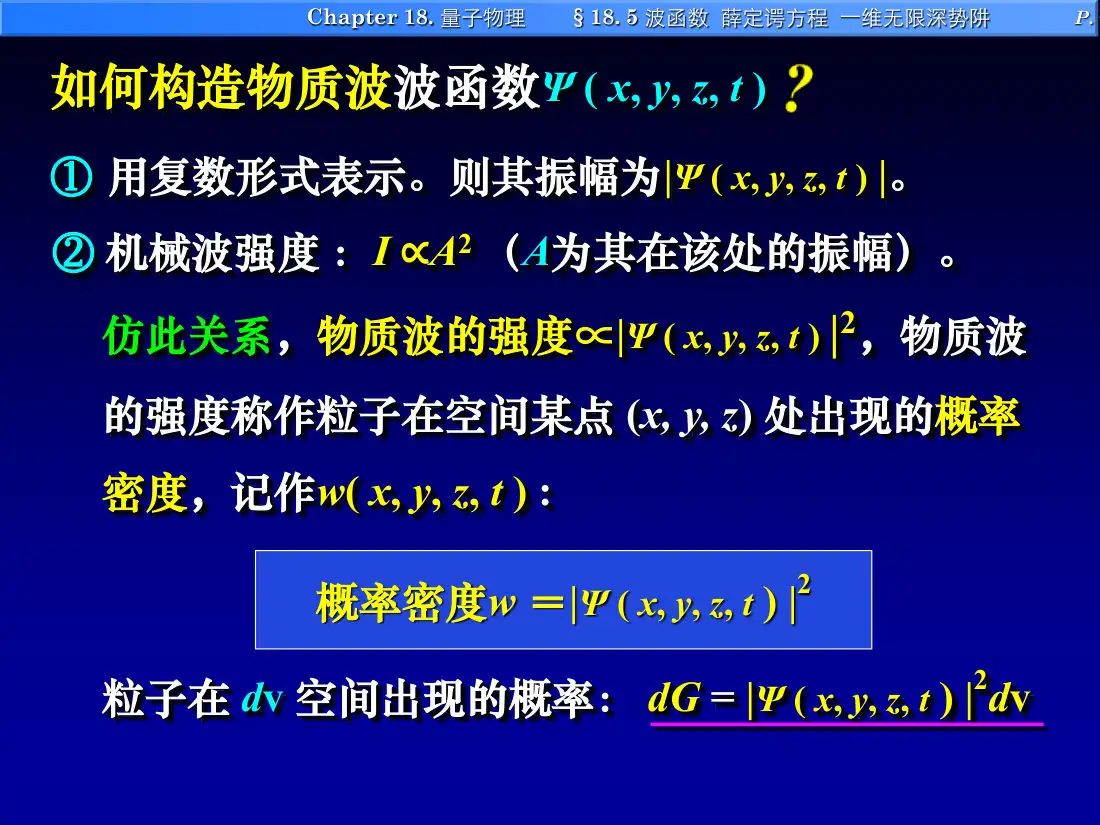 Chapter 18. 量子物理 § 18. 5 波函数 薛定谔方程 一维无限深势阱 P.
如何构造物质波波函数Ψ ( x, y, z, t ) ?
① 用复数形式表示。则其振幅为|Ψ ( x, y, z, t ) |。
② 机械波强度: I ∝A² (A为其在该处的振幅)。
仿此关系,物质波的强度∝|Ψ ( x, y, z, t ) |²,物质波
的强度称作粒子在空间某点 (x, y, z) 处出现的概率
密度,记作w( x, y, z, t ) :
概率密度w =|Ψ ( x, y, z, t ) |²
粒子在 dv 空间出现的概率: dG = |Ψ ( x, y, z, t ) |²dv